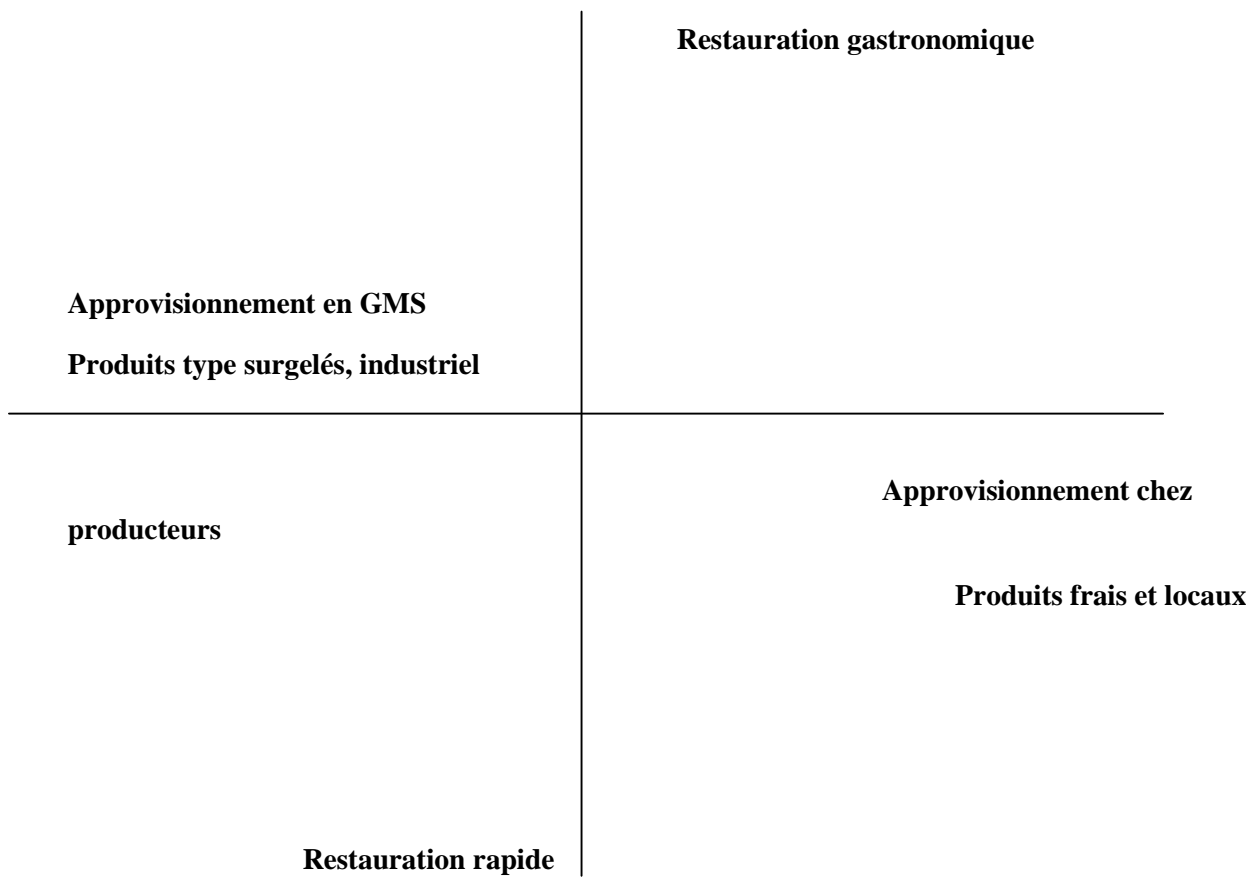 Restauration gastronomique
Approvisionnement en GMS
Produits type surgelés, industriel
Approvisionnement chez
producteurs
Produits frais et locaux
Restauration rapide